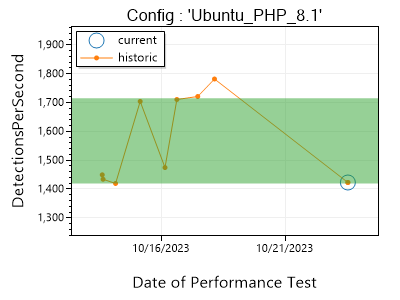 Config : 'Ubuntu_PHP_8.1'
current
historic
DetectionsPerSecond
1,900
1,800
1,700
1,600
1,500
1,400
1,300
10/16/2023
10/21/2023
Date of Performance Test